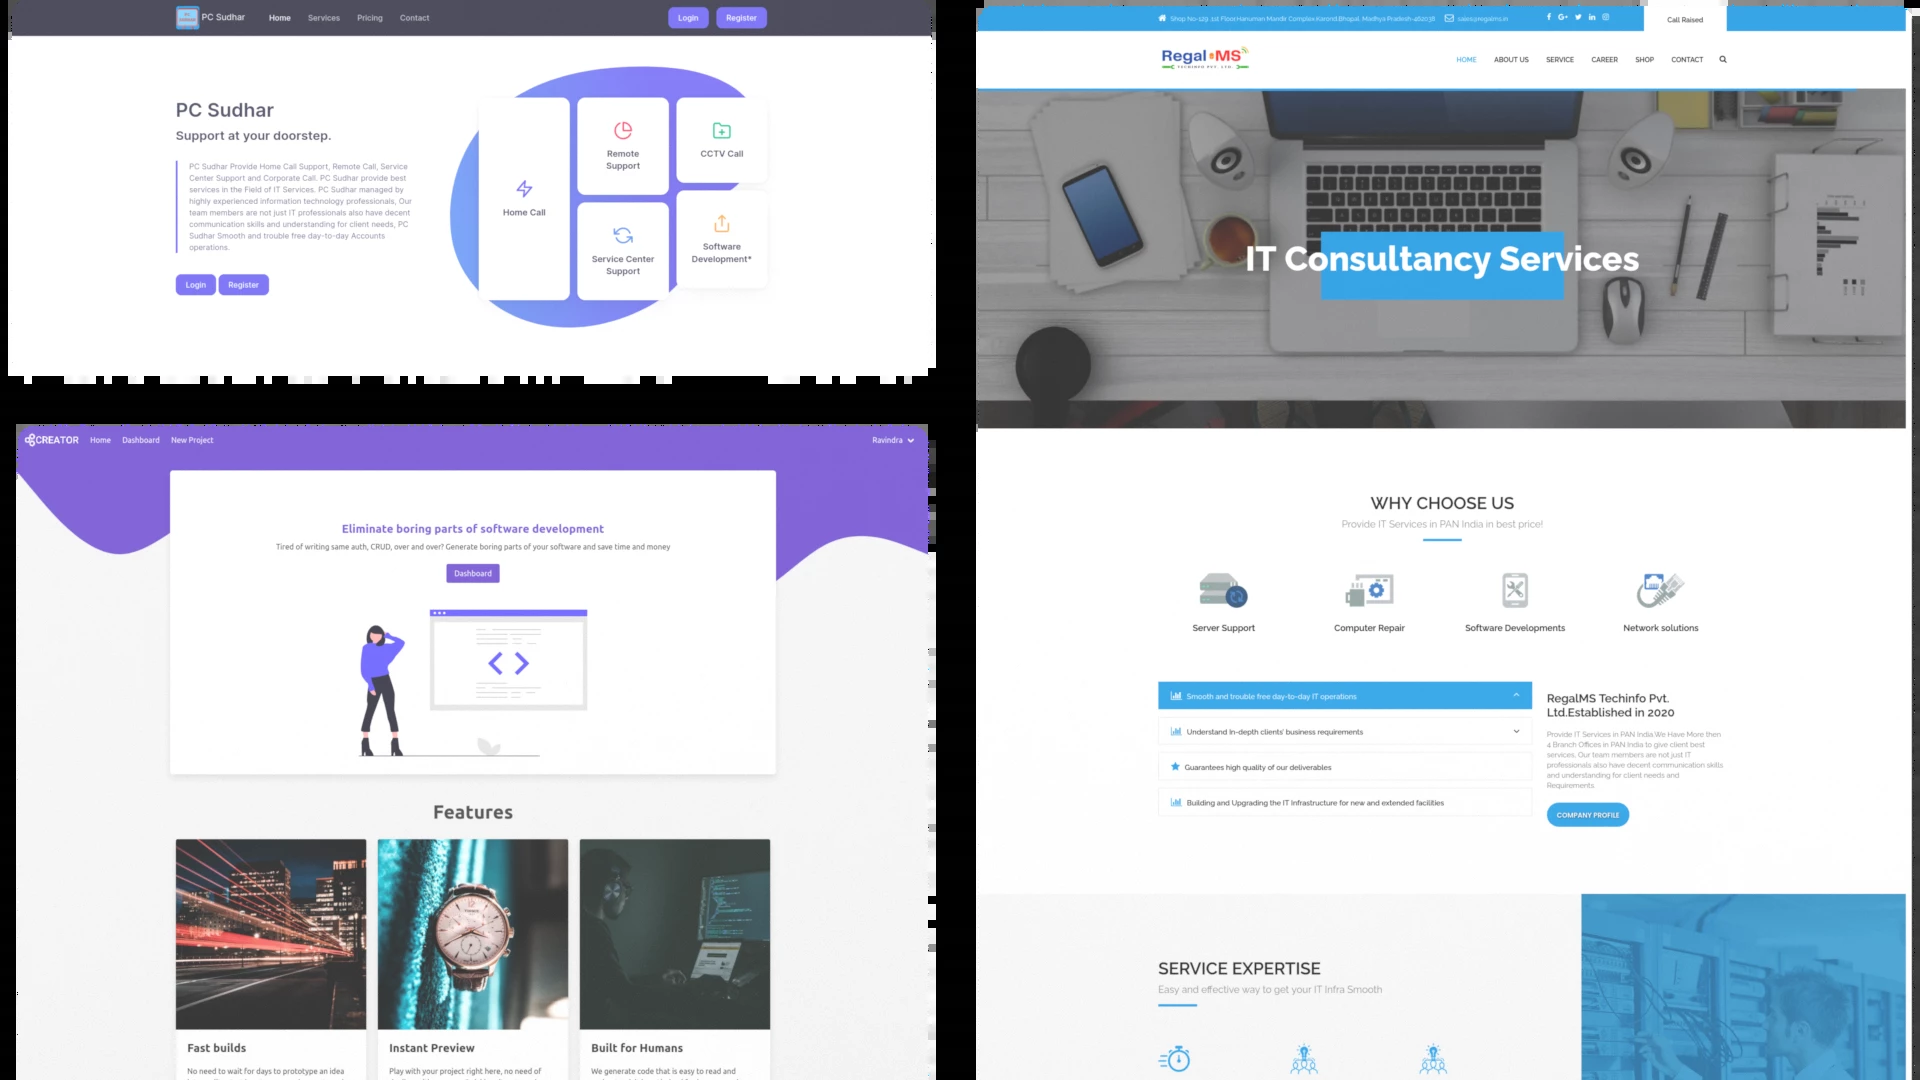 PC Sudhar
Home
Services
Pricing
Contact
Login
Register
PC Sudhar
Support at your doorstep.
PC Sudhar Provide Home Call Support, Remote Call, Service
Center Support and Corporate Call. PC Sudhar provide best
services in the Field of IT Services. PC Sudhar managed by
highly experienced information technology professionals, Our
team members are not just IT professionals also have decent
communication skills and understanding for client needs, PC
Sudhar Smooth and trouble free day-to-day Accounts
operations.
Login
Register
Home Call
Remote
Support
CCTV Call
Service Center
Support
Software
Development*
CREATOR
Home
Dashboard
New Project
Ravindra
Eliminate boring parts of software development
Tired of writing same auth, CRUD, over and over? Generate boring parts of your software and save time and money
Dashboard
Features
Fast builds
No need to wait for days to prototype an idea
Instant Preview
Play with your project right here, no need of
Built for Humans
We generate code that is easy to read and
Shop No-129 ,1st Floor,Hanuman Mandir Complex,Karond,Bhopal, Madhya Pradesh-462038
sales@regalms.in
Call Raised
Regal MS
TECHINFO PVT. LTD.
HOME
ABOUT US
SERVICE
CAREER
SHOP
CONTACT
IT Consultancy Services
WHY CHOOSE US
Provide IT Services in PAN India in best price!
Server Support
Computer Repair
Software Developments
Network solutions
Smooth and trouble free day-to-day IT operations
Understand in-depth clients' business requirements
Guarantees high quality of our deliverables
Building and Upgrading the IT Infrastructure for new and extended facilities
RegalMS Techinfo Pvt.
Ltd.Established in 2020
Provide IT Services in PAN India.We Have More then
4 Branch Offices in PAN India to give client best
services, Our team members are not just IT
professionals also have decent communication skills
and understanding for client needs and
Requirements
COMPANY PROFILE
SERVICE EXPERTISE
Easy and effective way to get your IT Infra Smooth